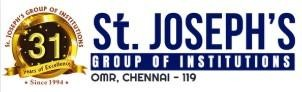 St. JOSEPH'S GROUP OF INSTITUTIONS
31
Years of Excellence
• Since 1994 •
St. JOSEPH'S
GROUP OF INSTITUTIONS
OMR, CHENNAI - 119